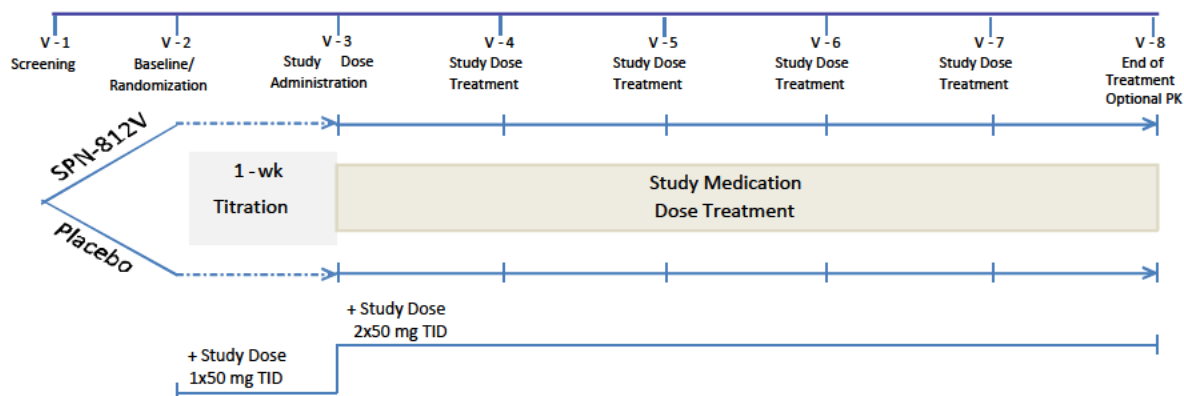 V - 1
Screening
V - 2
Baseline/
Randomization
V - 3
Study Dose
Administration
V - 4
Study Dose
Treatment
V - 5
Study Dose
Treatment
V - 6
Study Dose
Treatment
V - 7
Study Dose
Treatment
V - 8
End of
Treatment
Optional PK
SPN-812V
Placebo
1 - wk
Titration
Study Medication
Dose Treatment
+ Study Dose
2x50 mg TID
+ Study Dose
1x50 mg TID